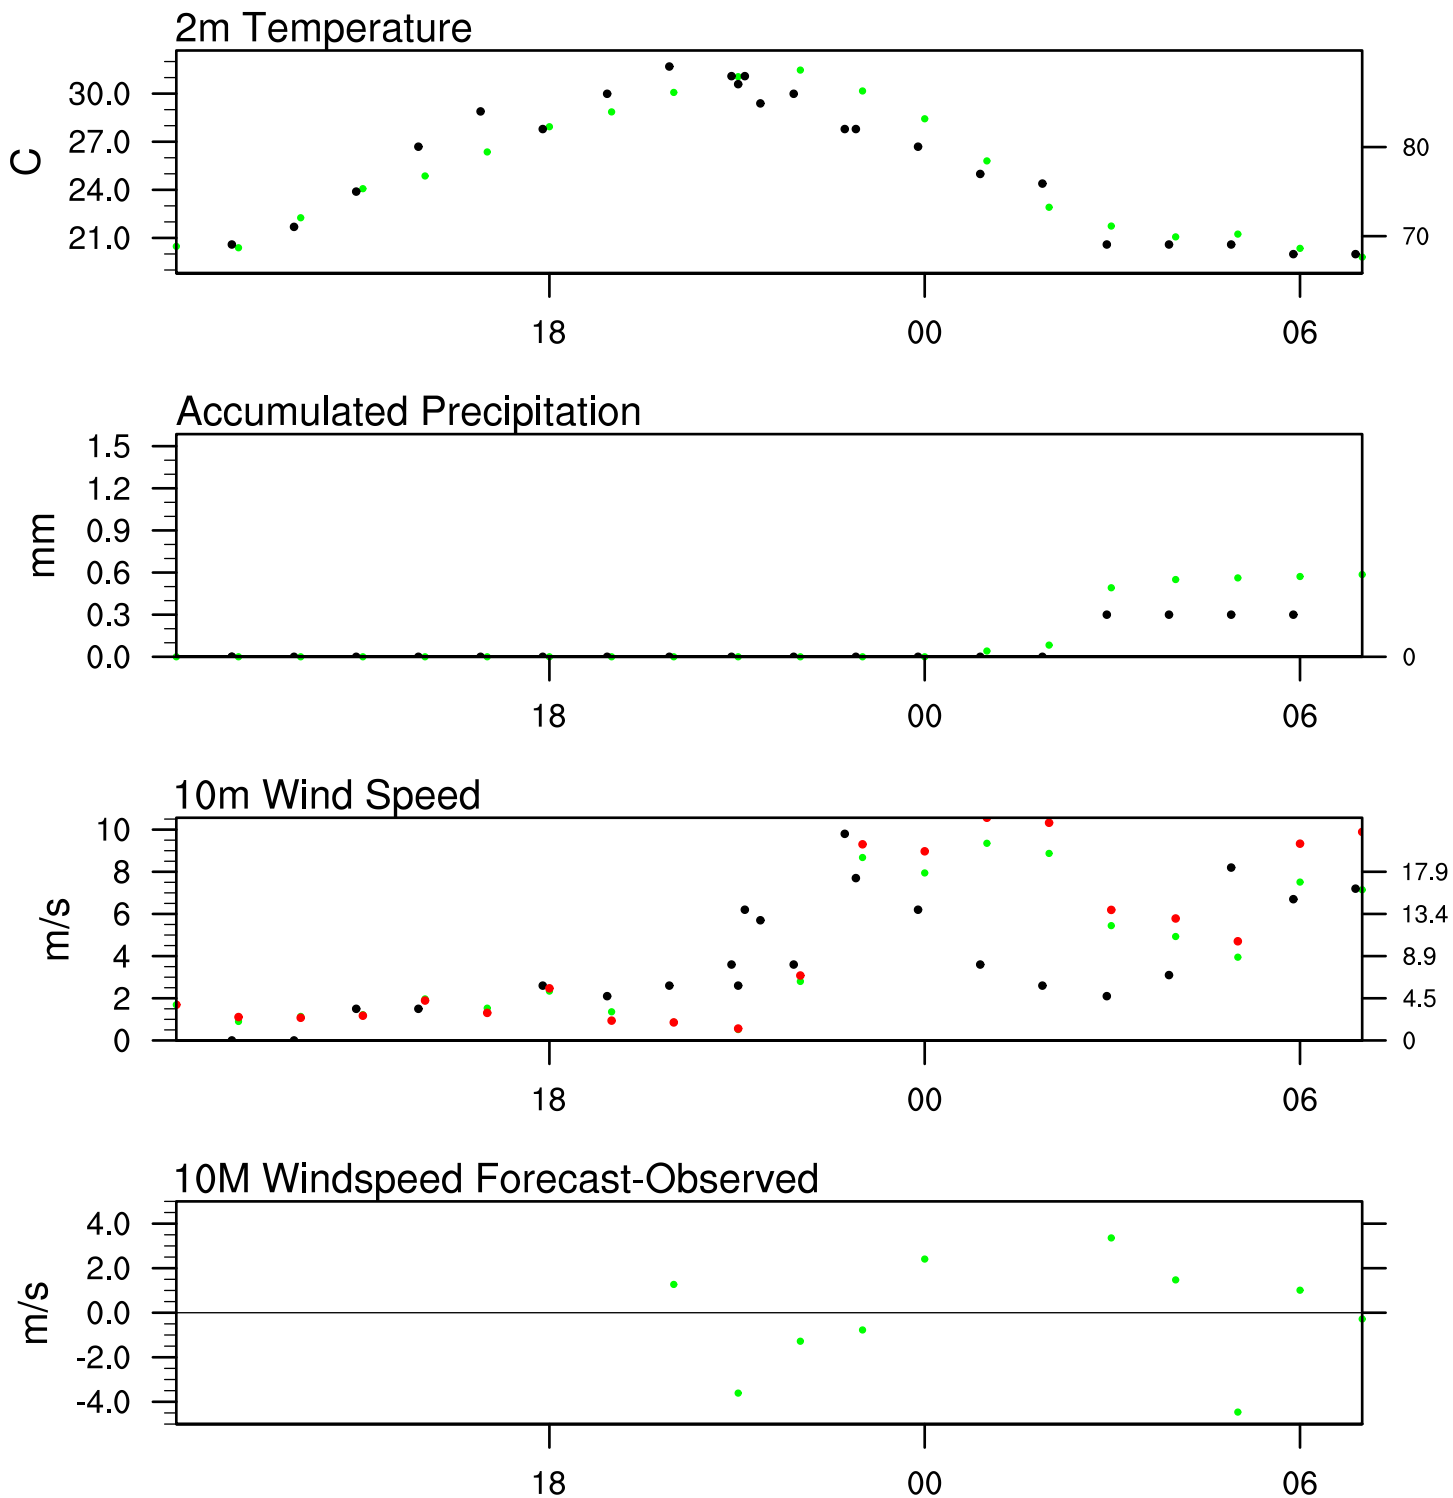 2m Temperature
30.0
27.0
24.0
21.0
C
80
70
18 00 06
Accumulated Precipitation
1.5
1.2
0.9
0.6
0.3
0.0
mm
0
18 00 06
10m Wind Speed
10
8
6
4
2
0
m/s
17.9
13.4
8.9
4.5
0
18 00 06
10M Windspeed Forecast-Observed
4.0
2.0
0.0
-2.0
-4.0
m/s
18 00 06